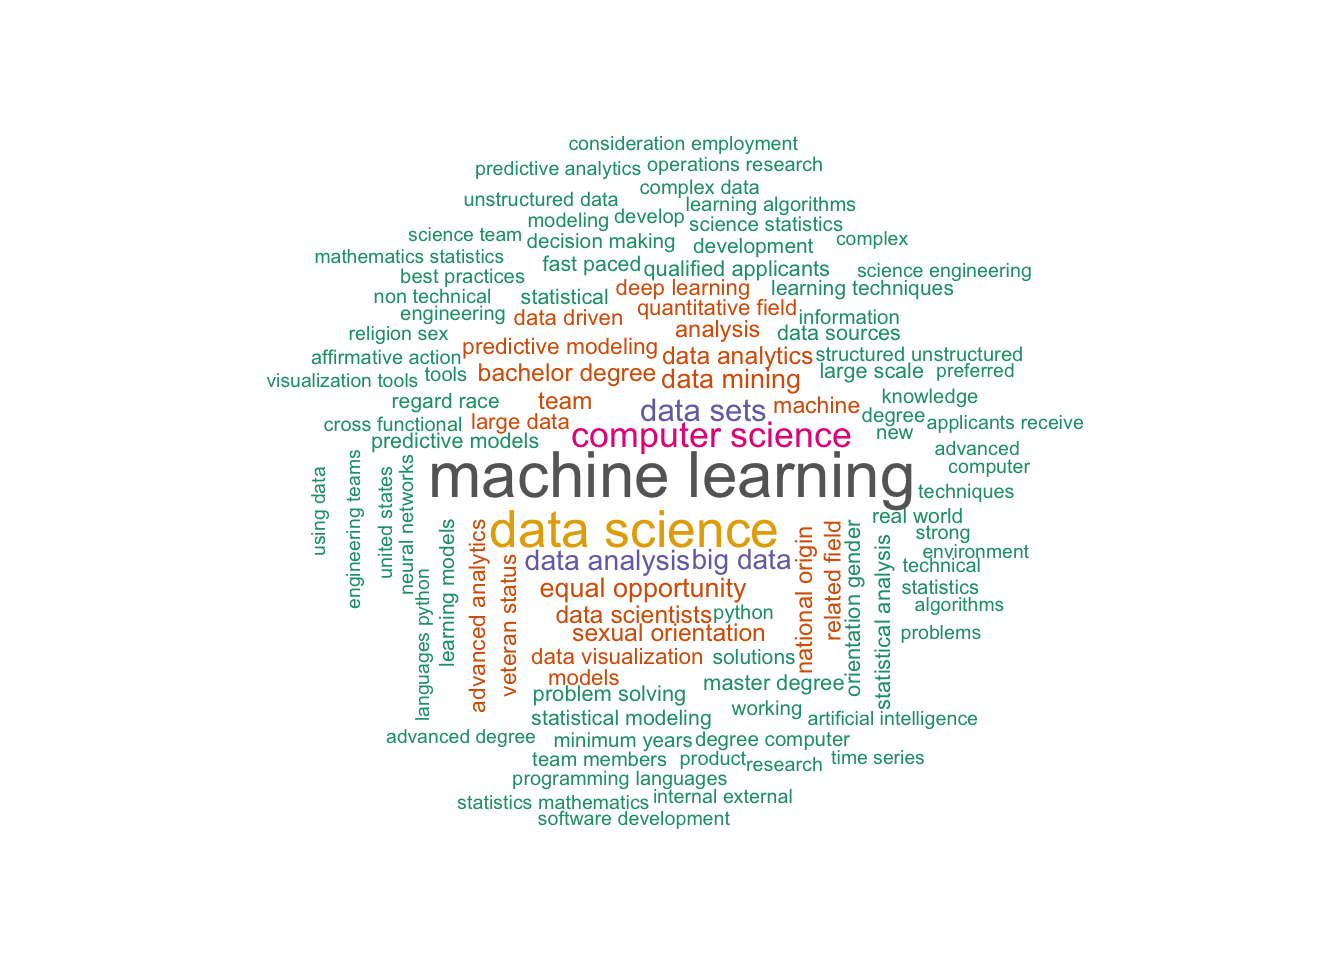 consideration employment
predictive analytics
operations research
complex data
unstructured data
learning algorithms
modeling
develop
science statistics
science team
decision making
development
complex
mathematics statistics
fast paced
qualified applicants
science engineering
best practices
deep learning
learning techniques
non technical
statistical
quantitative field
engineering
data driven
information
religion sex
analysis
data sources
affirmative action
predictive modeling
data analytics
structured unstructured
visualization tools
tools
bachelor degree
data mining
large scale
preferred
regard race
team
data sets
machine
knowledge
cross functional
large data
degree
applicants receive
predictive models
computer science
new
advanced
machine learning
computer
techniques
using data
engineering teams
united states
neural networks
data science
real world
strong
environment
languages python
learning models
advanced analytics
veteran status
data analysis
big data
national origin
related field
orientation gender
statistical analysis
technical
equal opportunity
statistics
data scientists
python
algorithms
sexual orientation
problems
data visualization
solutions
models
problem solving
master degree
statistical modeling
working
artificial intelligence
advanced degree
minimum years
degree computer
team members
product
research
time series
programming languages
statistics mathematics
internal external
software development